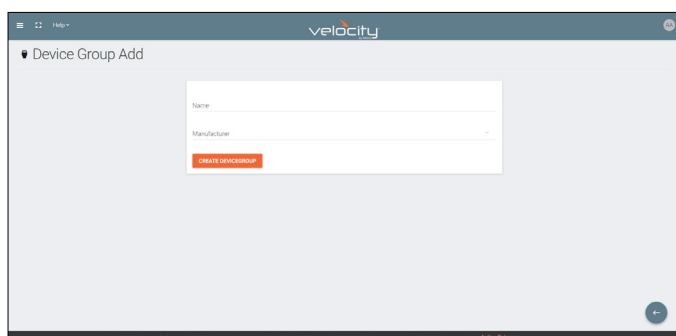 Help
velocity
Device Group Add
Name
Manufacturer
CREATE DEVICEGROUP